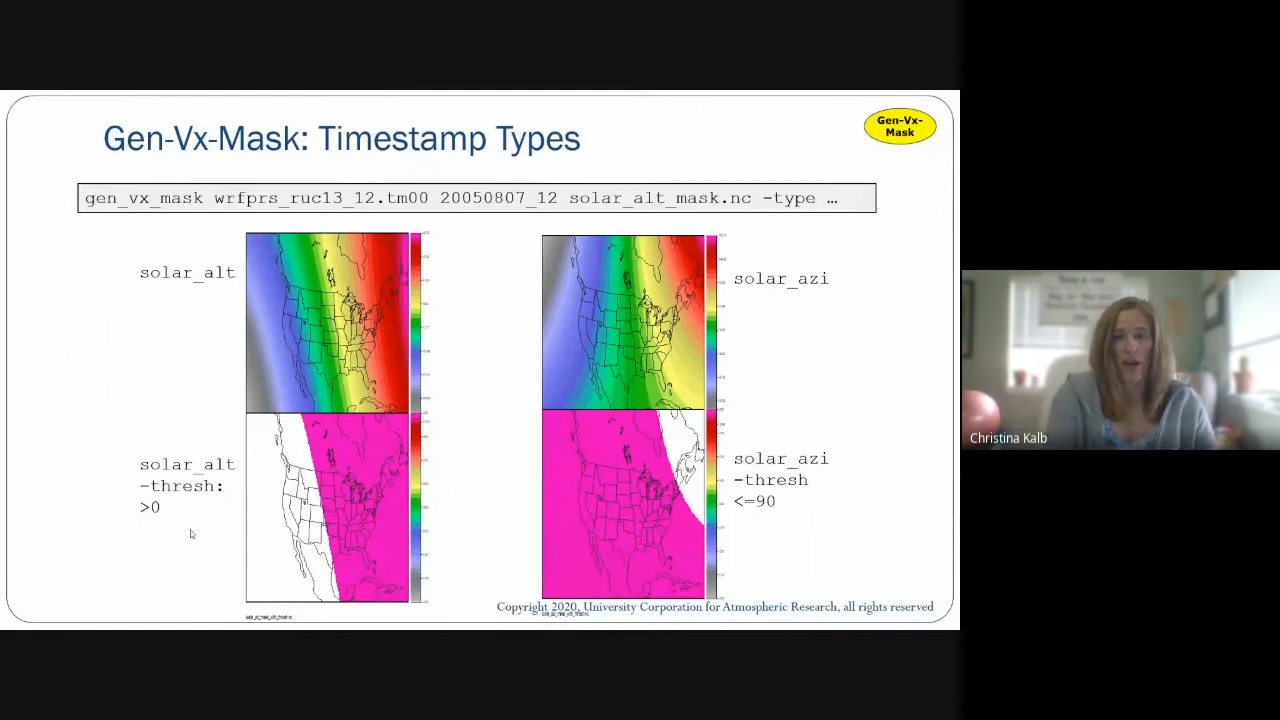 Gen-Vx-Mask: Timestamp Types
Gen-Vx-
Mask
gen_vx_mask wrfprs_ruc13_12.tm00 20050807_12 solar_alt_mask.nc -type …
solar_alt
solar_azi
solar_alt
-thresh:
>0
solar_azi
-thresh
<=90
Copyright 2020, University Corporation for Atmospheric Research, all rights reserved
Christina Kalb